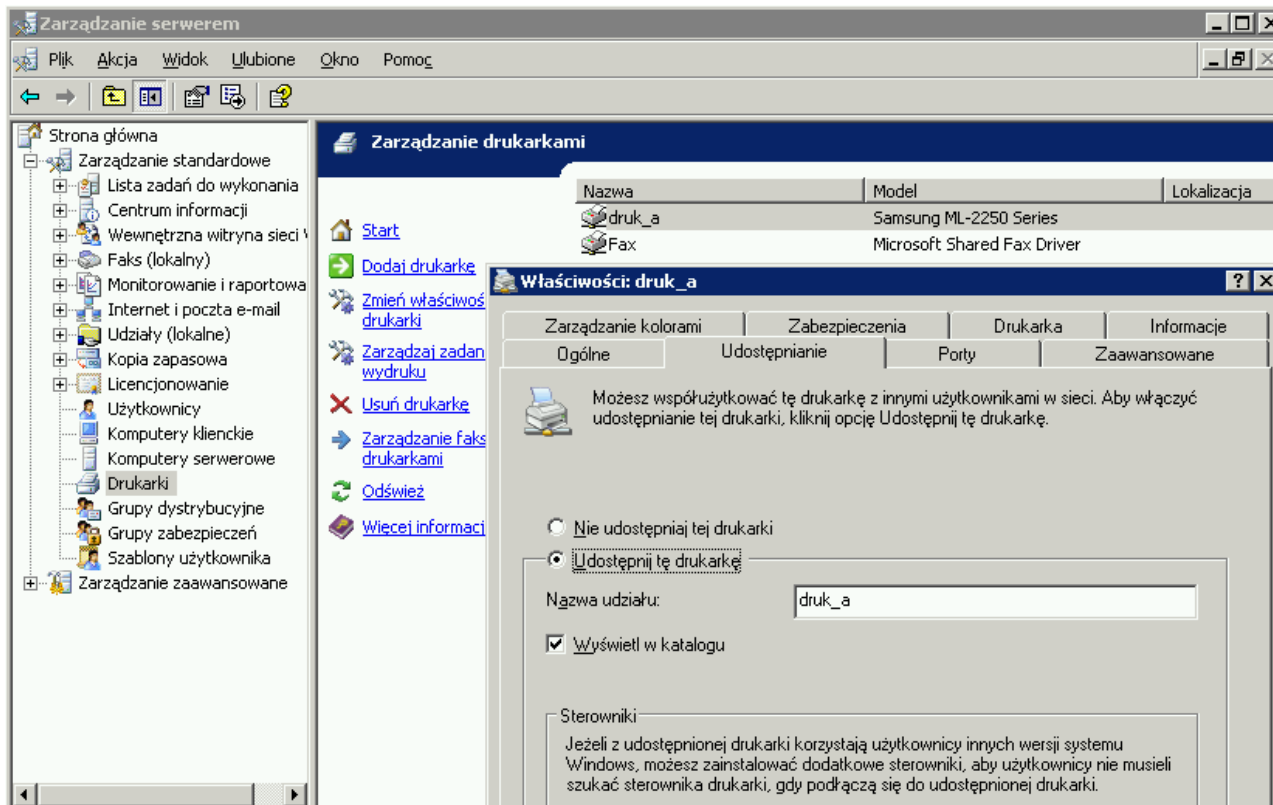 Zarządzanie serwerem
Plik Akcja Widok Ulubione Okno Pomoc
Strona główna
Zarządzanie standardowe
Lista zadań do wykonania
Centrum informacji
Wewnętrzna witryna sieci
Faks (lokalny)
Monitorowanie i raportowa
Internet i poczta e-mail
Udziały (lokalne)
Kopia zapasowa
Licencjonowanie
Użytkownicy
Komputery klienckie
Komputery serwerowe
Drukarki
Grupy dystrybucyjne
Grupy zabezpieczeń
Szablony użytkownika
Zarządzanie zaawansowane
Zarządzanie drukarkami
Start
Dodaj drukarkę
Zmień właściwoś
drukarki
Zarządzaj zadan
wydruku
Usuń drukarkę
Zarządzanie faks
drukarkami
Odśwież
Więcej informacj
Nazwa Model Lokalizacja
druk_a Samsung ML-2250 Series
Fax Microsoft Shared Fax Driver
Właściwości: druk_a
Zarządzanie kolorami Zabezpieczenia Drukarka Informacje
Ogólne Udostępnianie Porty Zaawansowane
Możesz współużytkować tę drukarkę z innymi użytkownikami w sieci. Aby włączyć
udostępnianie tej drukarki, kliknij opcję Udostępnij tę drukarkę.
Nie udostępniaj tej drukarki
Udostępnij tę drukarkę
Nazwa udziału: druk_a
Wyświetl w katalogu
Sterowniki
Jeżeli z udostępnionej drukarki korzystają użytkownicy innych wersji systemu
Windows, możesz zainstalować dodatkowe sterowniki, aby użytkownicy nie musieli
szukać sterownika drukarki, gdy podłączą się do udostępnionej drukarki.